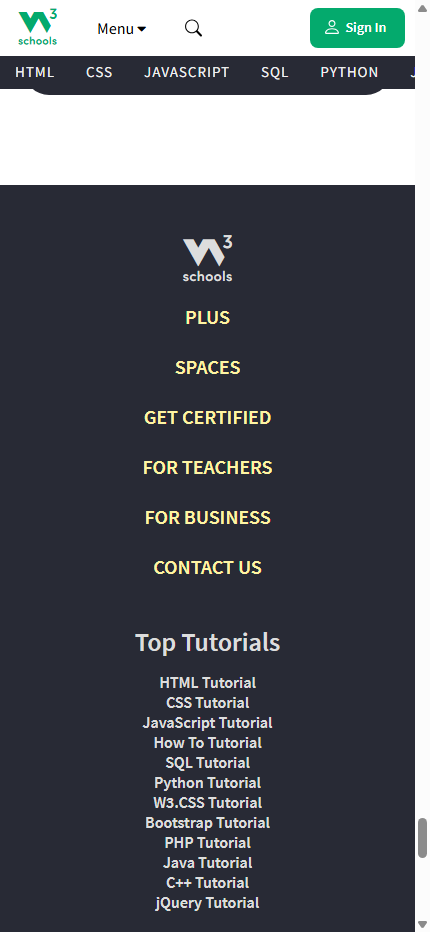 W3
schools
Menu
Sign In
HTML CSS JAVASCRIPT SQL PYTHON
W3
schools
PLUS
SPACES
GET CERTIFIED
FOR TEACHERS
FOR BUSINESS
CONTACT US
Top Tutorials
HTML Tutorial
CSS Tutorial
JavaScript Tutorial
How To Tutorial
SQL Tutorial
Python Tutorial
W3.CSS Tutorial
Bootstrap Tutorial
PHP Tutorial
Java Tutorial
C++ Tutorial
jQuery Tutorial